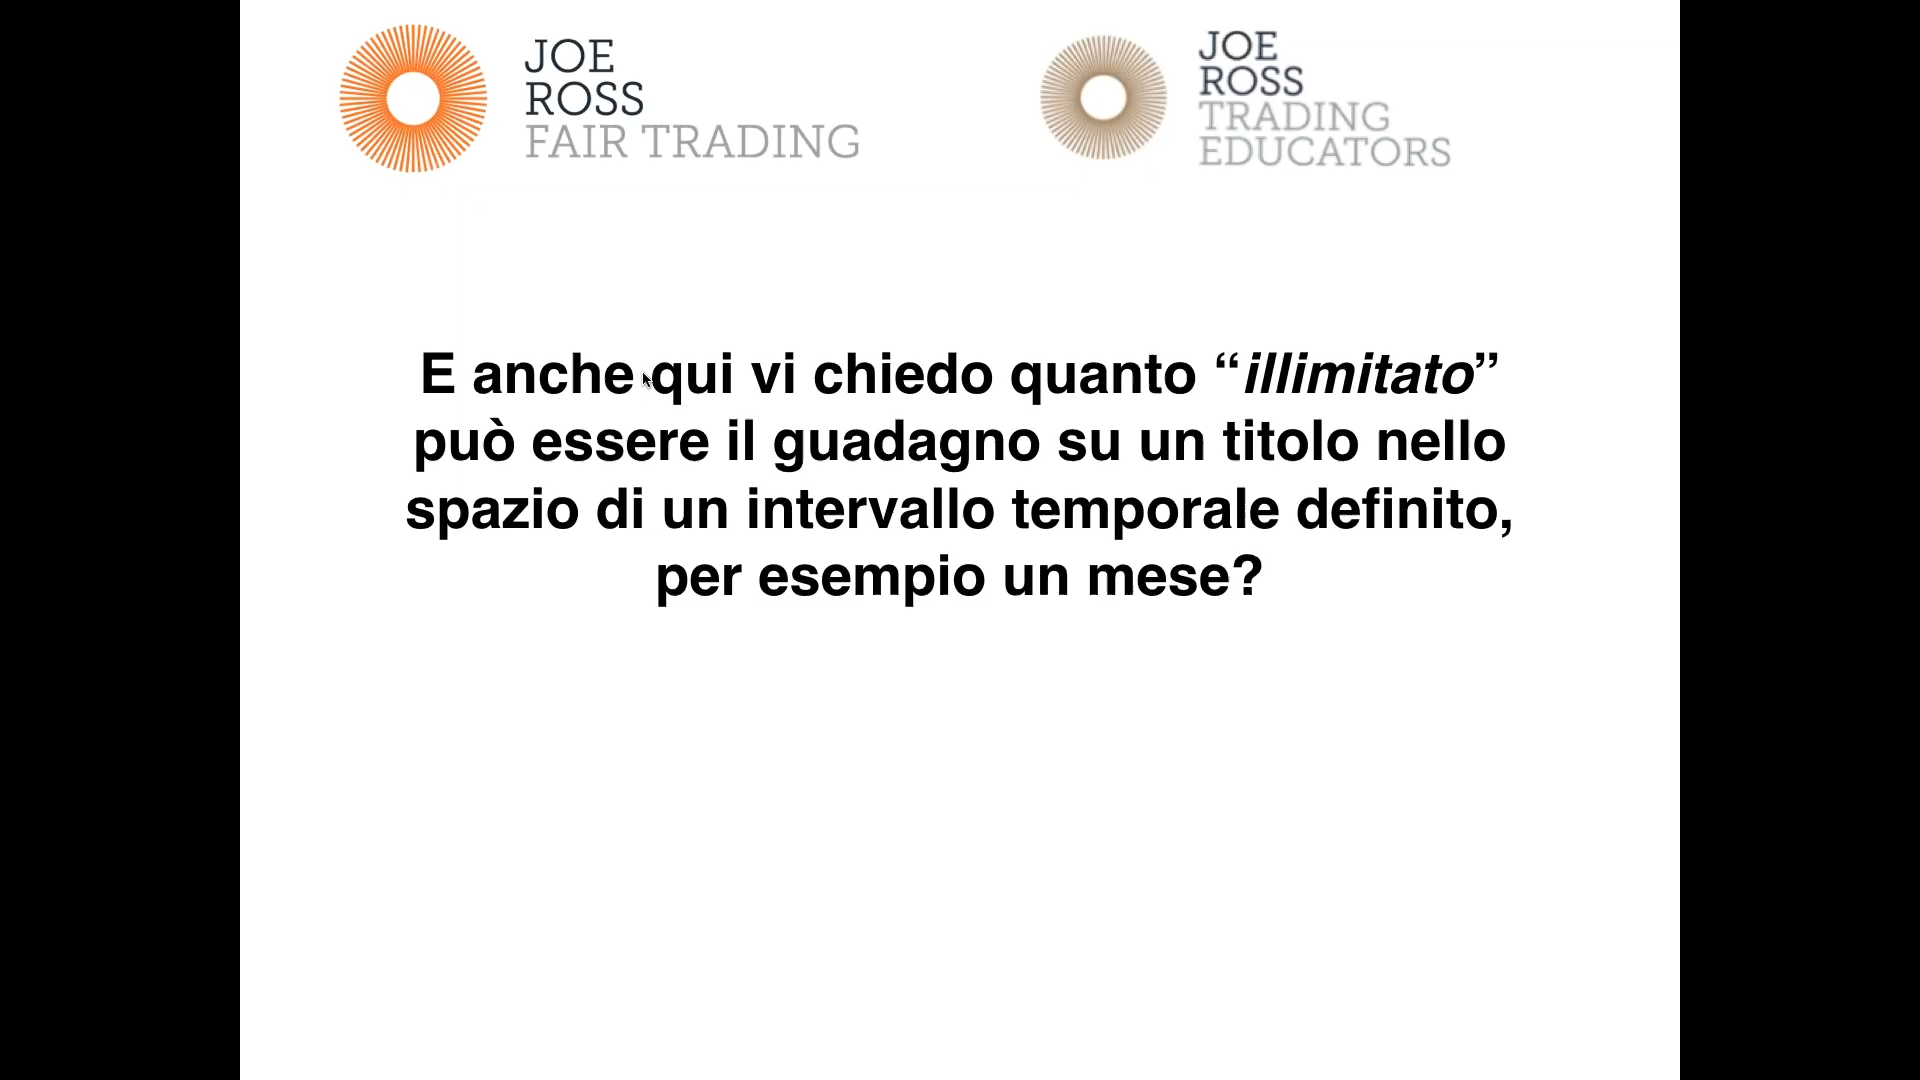 JOE
ROSS
FAIR TRADING
JOE
ROSS
TRADING
EDUCATORS
E anche qui vi chiedo quanto “illimitato”
può essere il guadagno su un titolo nello
spazio di un intervallo temporale definito,
per esempio un mese?